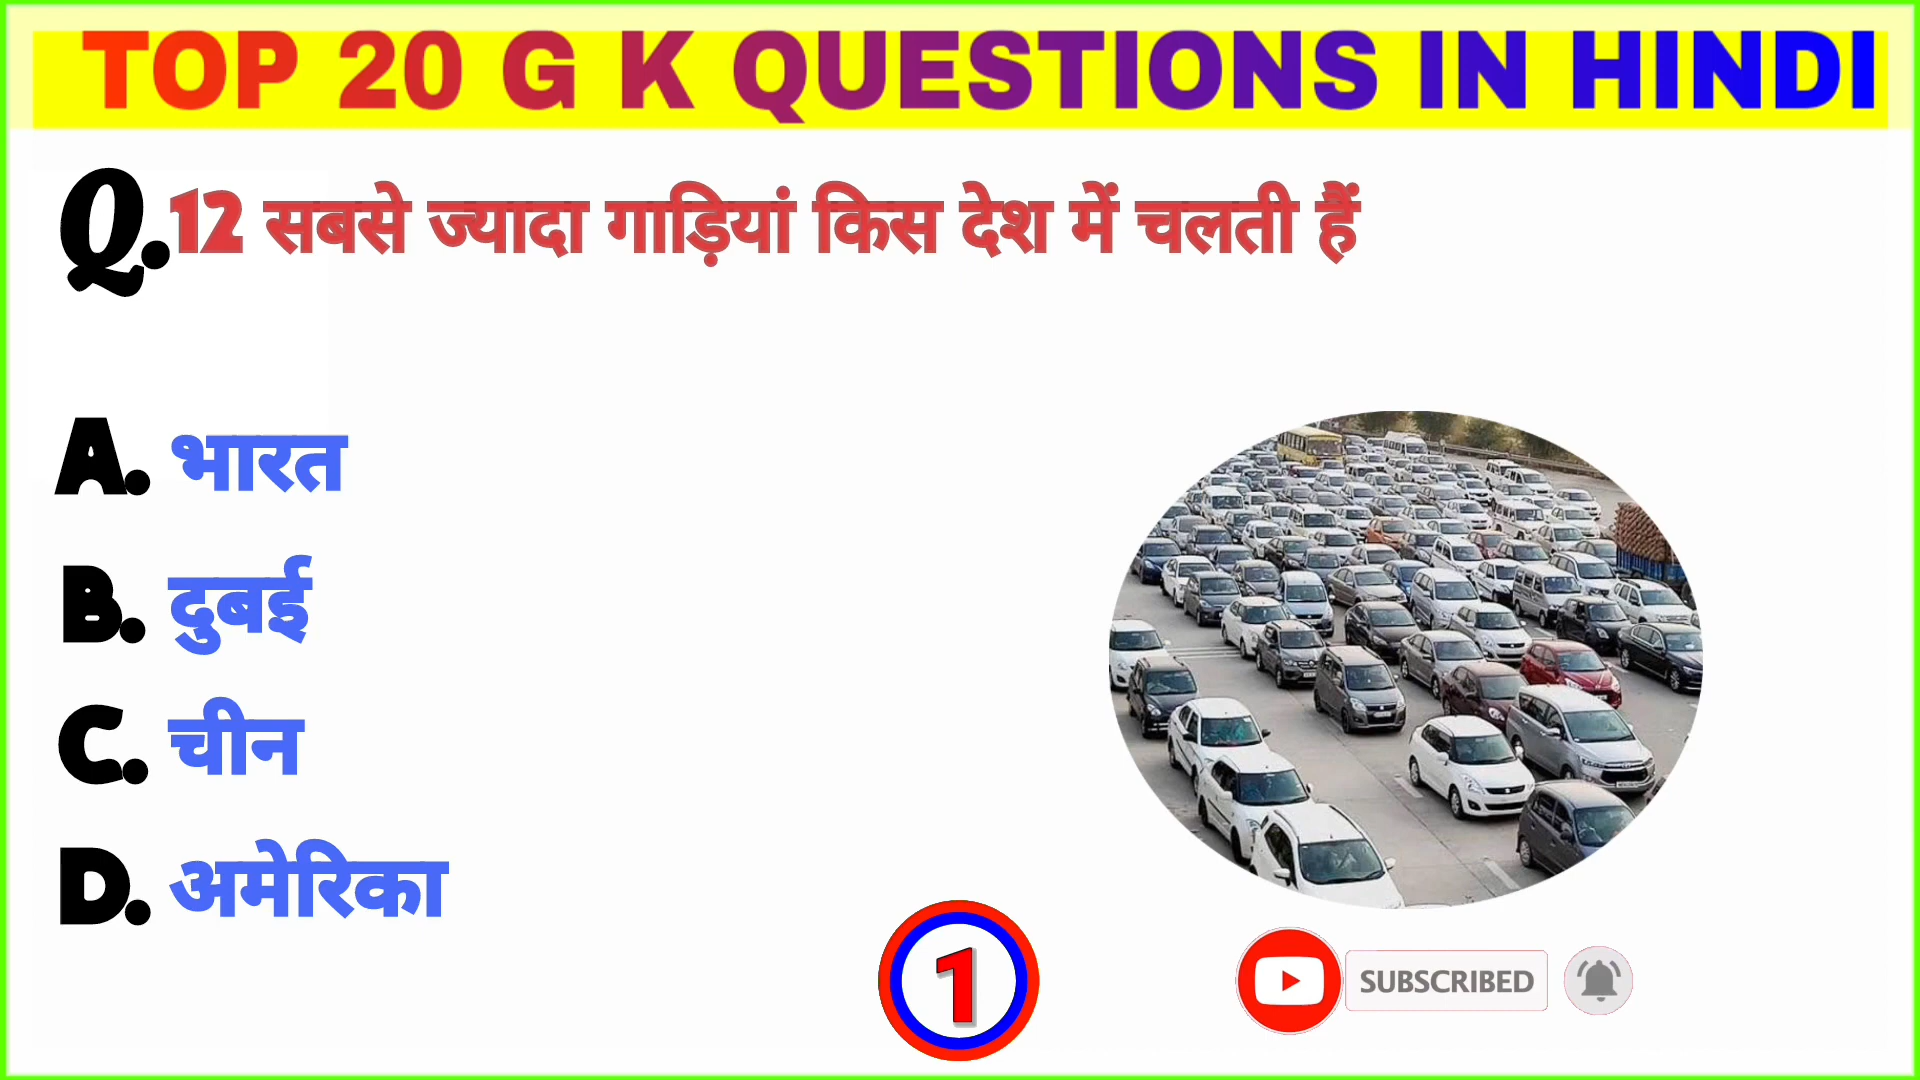 TOP 20 G K QUESTIONS IN HINDI
Q.12 सबसे ज्यादा गाड़ियां किस देश में चलती हैं
A. भारत
B. दुबई
C. चीन
D. अमेरिका
1
SUBSCRIBED